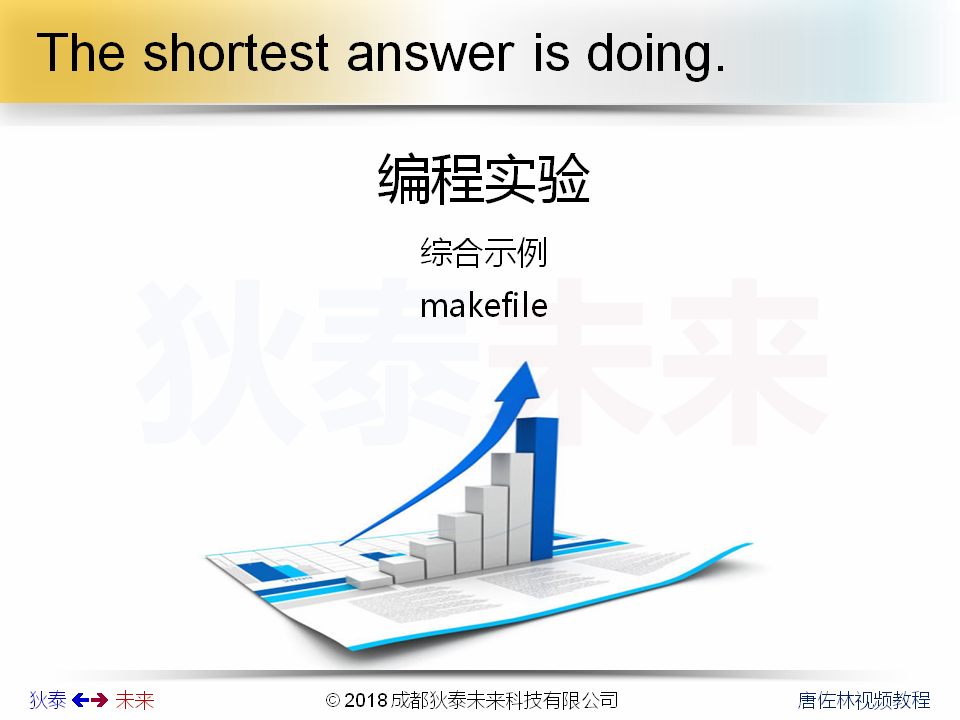 The shortest answer is doing.
编程实验
综合示例
makefile
狄泰未来
2009
狄泰 未来
© 2018 成都狄泰未来科技有限公司
唐佐林视频教程